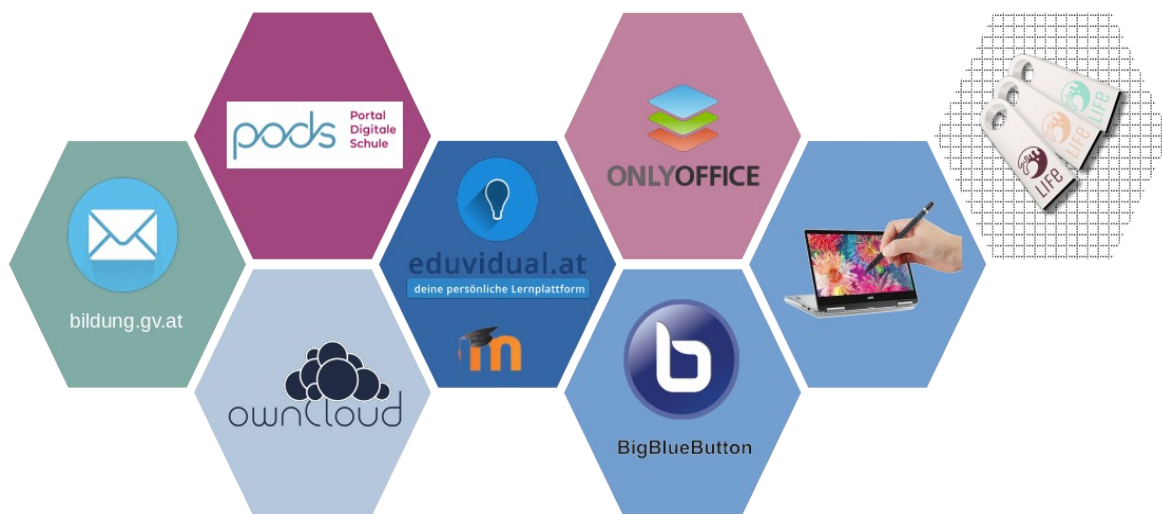 pods
Portal
Digitale
Schule
ONLYOFFICE
LIFe
LIFe
LIFe
bildung.gv.at
eduvidual.at
deine persönliche Lernplattform
m
ownCloud
b
BigBlueButton